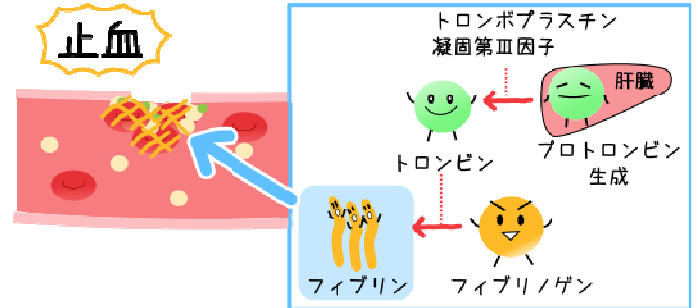 止血
トロンボプラスチン
凝固第Ⅲ因子
肝臓
トロンビン
プロトロンビン
生成
フィブリン
フィブリノゲン